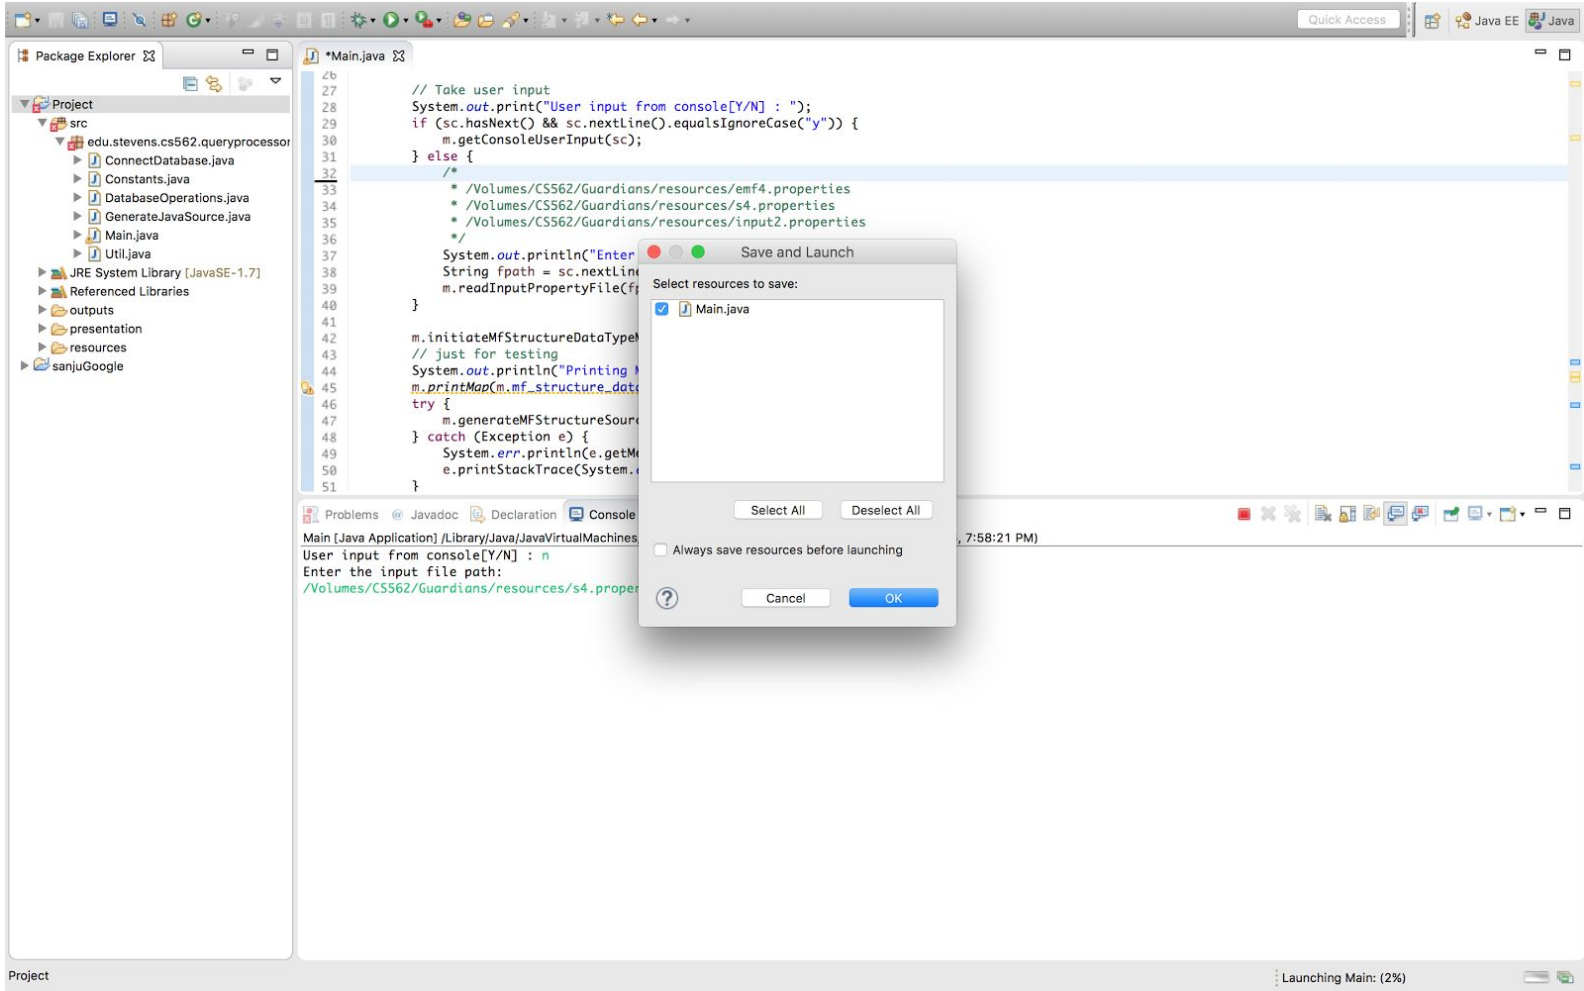 Quick Access
Java EE
Java
Package Explorer
Project
src
edu.stevens.cs562.queryprocessor
ConnectDatabase.java
Constants.java
DatabaseOperations.java
GenerateJavaSource.java
Main.java
Util.java
JRE System Library [JavaSE-1.7]
Referenced Libraries
outputs
presentation
resources
sanjuGoogle
*Main.java
26
27 // Take user input
28 System.out.print("User input from console[Y/N] : ");
29 if (sc.hasNext() && sc.nextLine().equalsIgnoreCase("y")) {
30 m.getConsoleUserInput(sc);
31 } else {
32 /*
33 * /Volumes/CS562/Guardians/resources/emf4.properties
34 * /Volumes/CS562/Guardians/resources/s4.properties
35 * /Volumes/CS562/Guardians/resources/input2.properties
36 */
37 System.out.println("Enter
38 String fpath = sc.nextLine
39 m.readInputPropertyFile(fp
40 }
41
42 m.initiateMfStructureDataType
43 // just for testing
44 System.out.println("Printing
45 m.printMap(m.mf_structure_data
46 try {
47 m.generateMFStructureSour
48 } catch (Exception e) {
49 System.err.println(e.getMe
50 e.printStackTrace(System.
51 }
Save and Launch
Select resources to save:
Main.java
Select All
Deselect All
Always save resources before launching
?
Cancel
OK
Problems
@ Javadoc
Declaration
Console
Main [Java Application] /Library/Java/JavaVirtualMachines
, 7:58:21 PM)
User input from console[Y/N] : n
Enter the input file path:
/Volumes/CS562/Guardians/resources/s4.proper
Project
Launching Main: (2%)